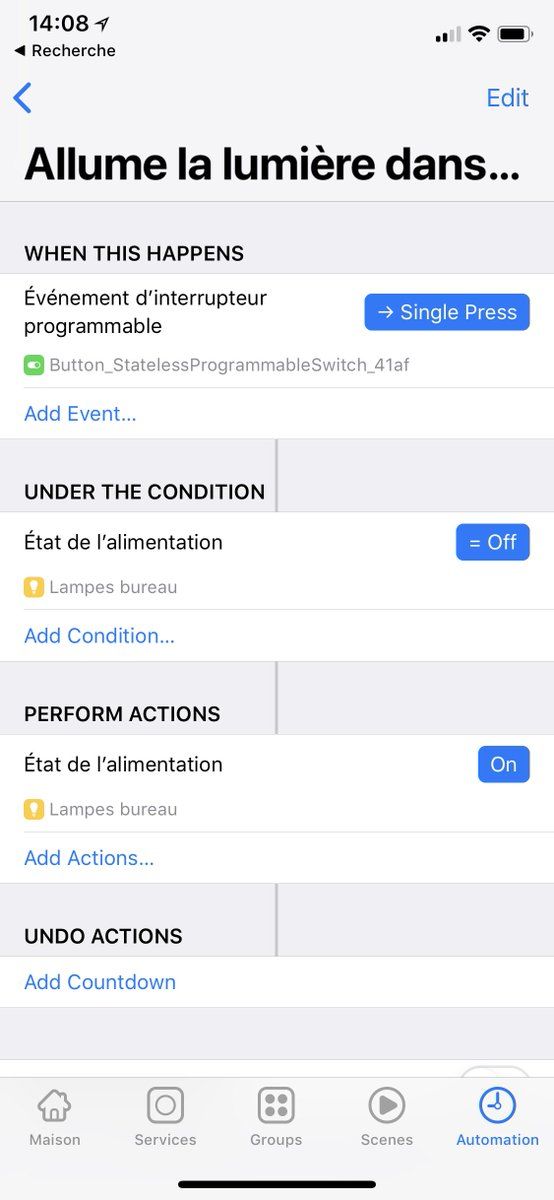 14:08
Recherche
Edit
Allume la lumière dans...
WHEN THIS HAPPENS
Événement d’interrupteur
programmable
→ Single Press
Button_StatelessProgrammableSwitch_41af
Add Event...
UNDER THE CONDITION
État de l’alimentation
= Off
Lampes bureau
Add Condition...
PERFORM ACTIONS
État de l’alimentation
On
Lampes bureau
Add Actions...
UNDO ACTIONS
Add Countdown
Maison
Services
Groups
Scenes
Automation